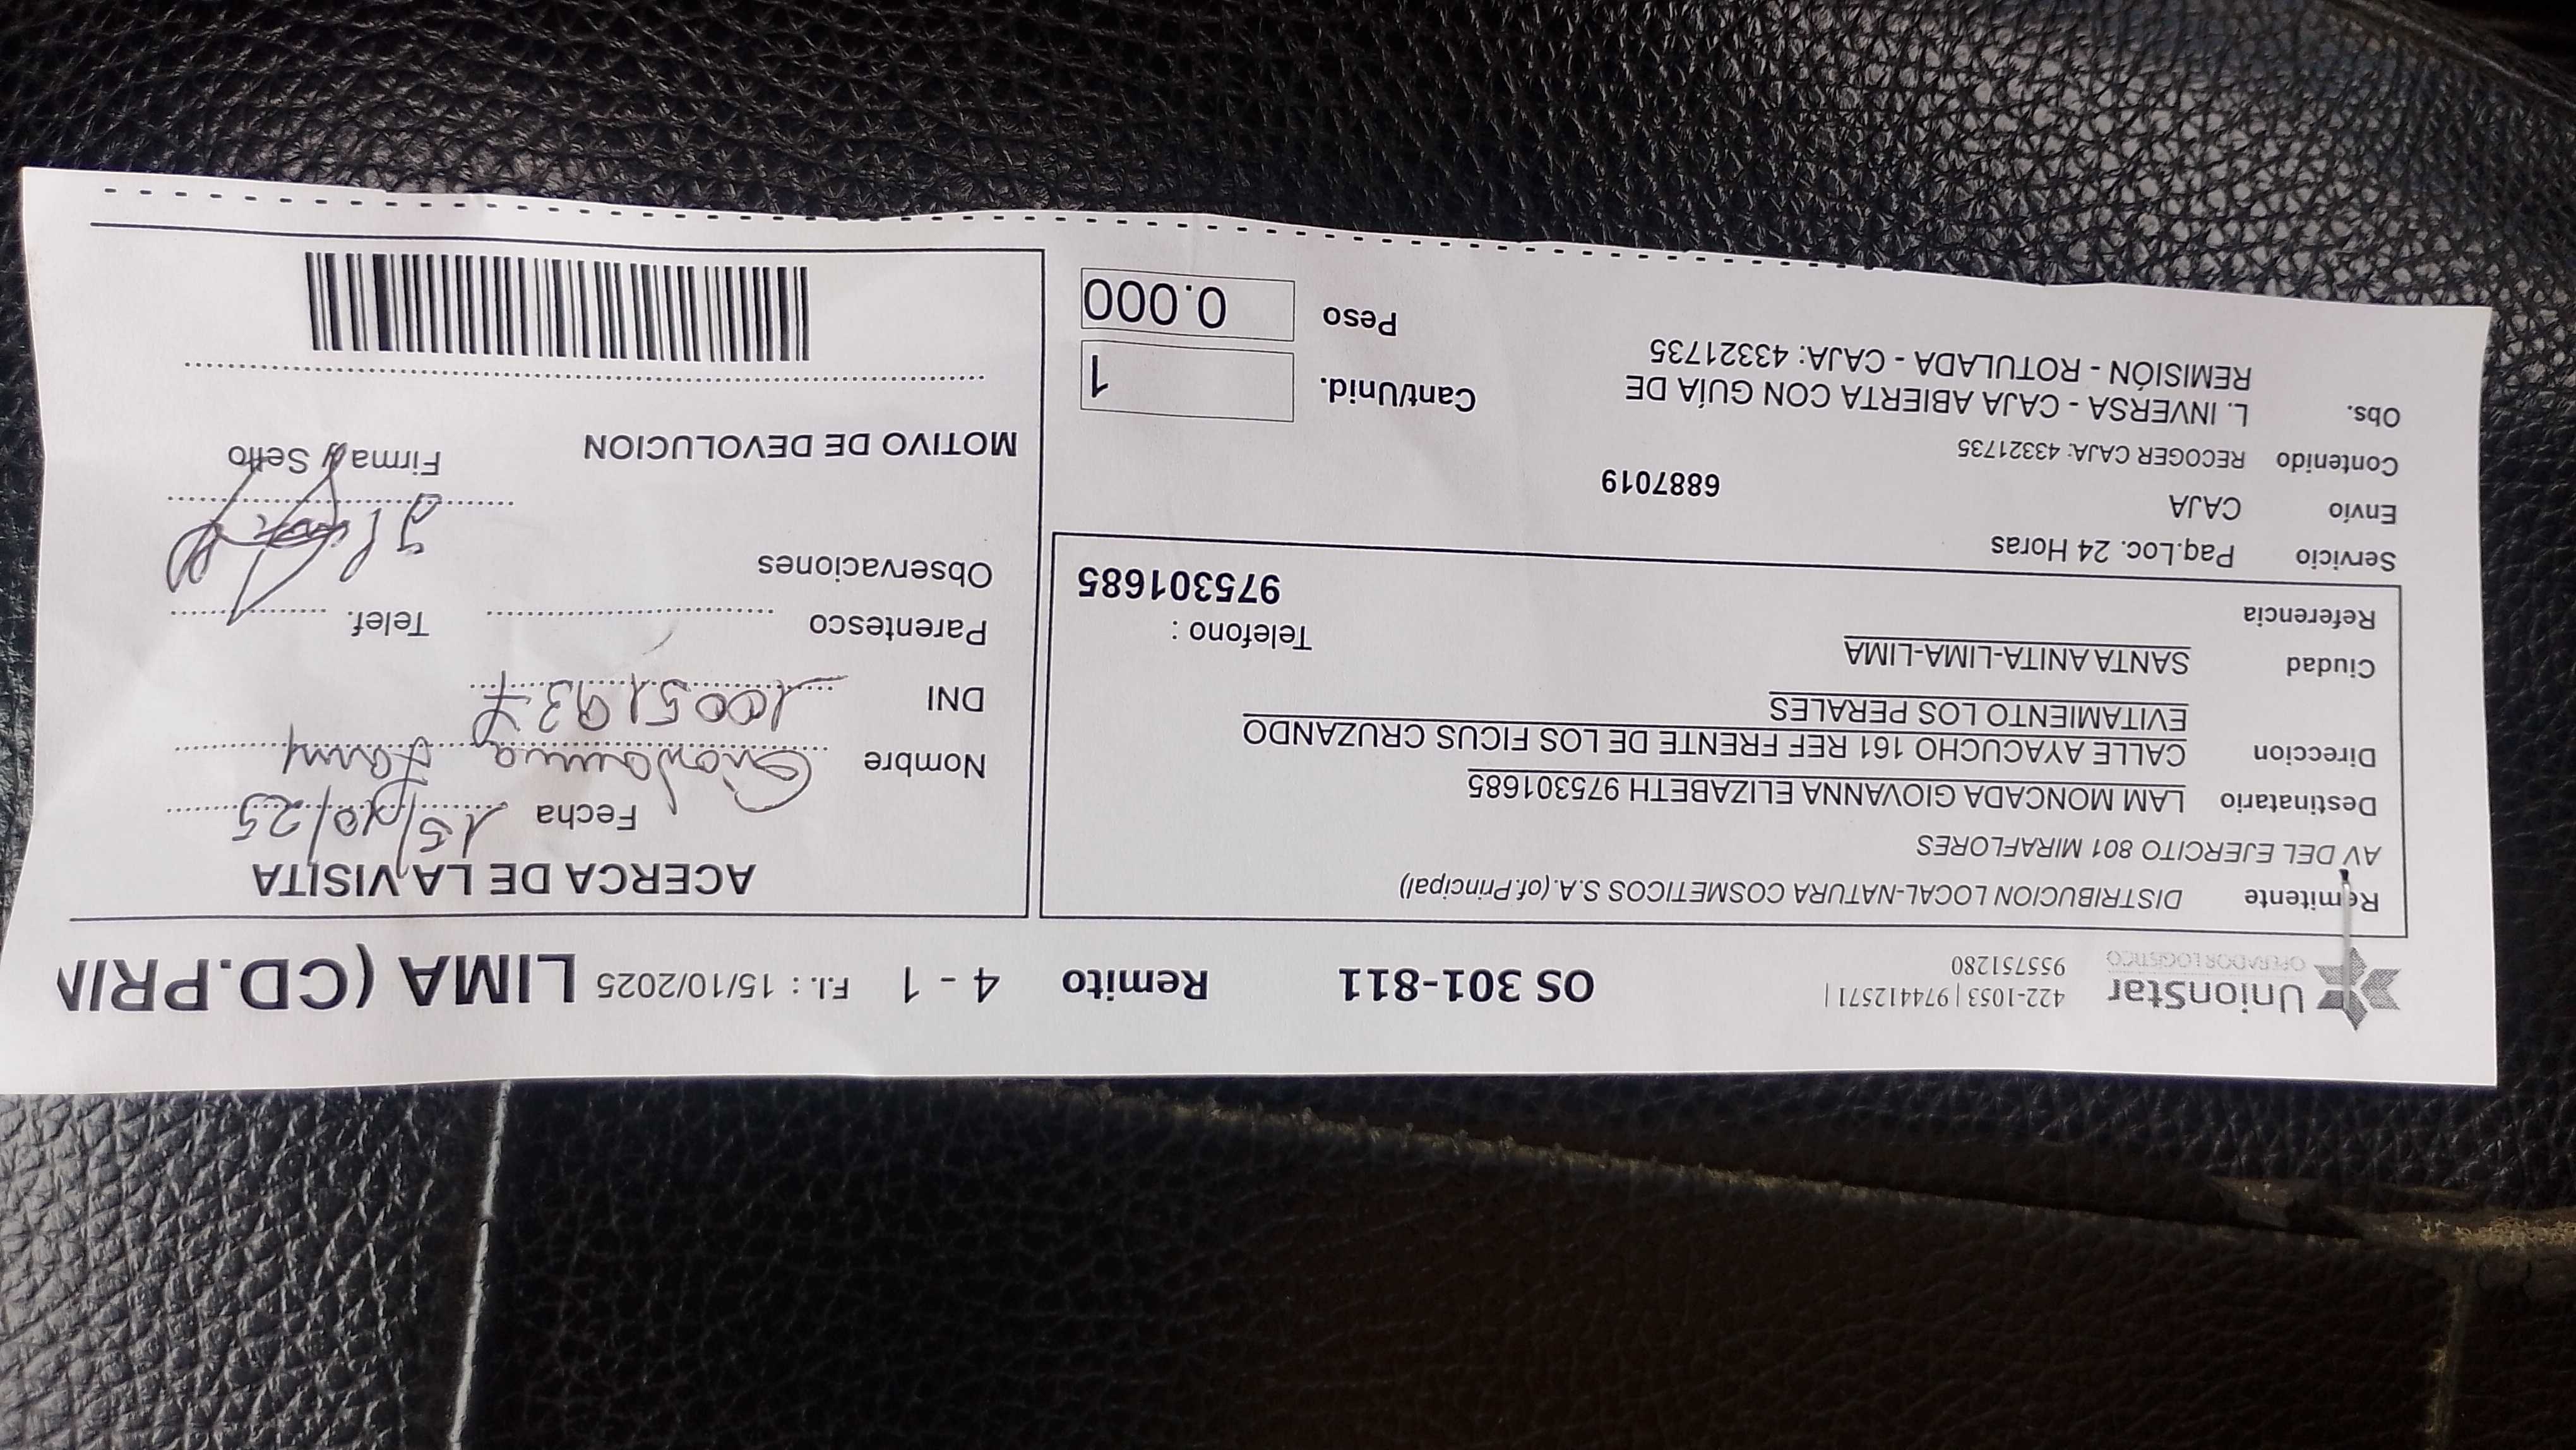 UnionStar
OPERADOR LOGÍSTICO
422-1053 | 974412571 |
955751280
OS 301-811
Remito 4 - 1 F.I. : 15/10/2025 LIMA (CD.PRIN
Remitente DISTRIBUCION LOCAL-NATURA COSMETICOS S.A.(of.Principal)
AV DEL EJERCITO 801 MIRAFLORES
Destinatario LAM MONCADA GIOVANNA ELIZABETH 975301685
Direccion CALLE AYACUCHO 161 REF FRENTE DE LOS FICUS CRUZANDO
EVITAMIENTO LOS PERALES
Ciudad SANTA ANITA-LIMA-LIMA
Telefono :
Referencia 975301685
Servicio Paq.Loc. 24 Horas
Envío CAJA 6887019
Contenido RECOGER CAJA: 43321735
Obs. L. INVERSA - CAJA ABIERTA CON GUÍA DE
REMISIÓN - ROTULADA - CAJA: 43321735
Cant/Unid. 1
Peso 0.000
ACERCA DE LA VISITA
Fecha 15/10/25
Nombre Giovanna
DNI 10051937
Parentesco Telef.
Observaciones
Firma y Sello
MOTIVO DE DEVOLUCION